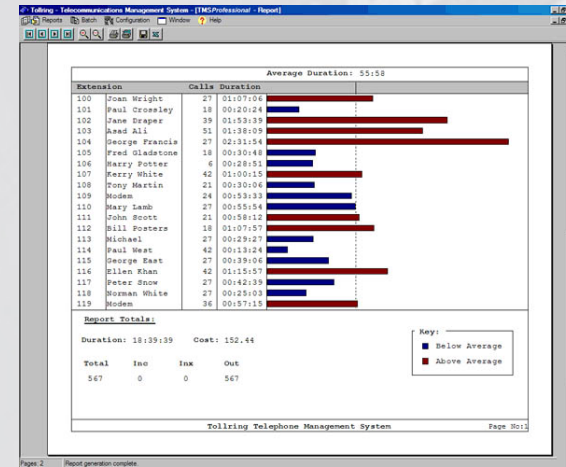 Tollring - Telecommunications Management System - [TMSProfessional - Report]
Reports Batch Configuration Window Help
Average Duration: 55:58
Extension Calls Duration
100 Joan Wright 27 01:07:06
101 Paul Crossley 18 00:20:24
102 Jane Draper 39 01:53:39
103 Asad Ali 51 01:38:09
104 George Francis 27 02:31:54
105 Fred Gladstone 18 00:30:48
106 Harry Potter 6 00:28:51
107 Kerry White 42 01:00:15
108 Tony Martin 21 00:30:06
109 Modem 24 00:53:33
110 Mary Lamb 27 00:55:54
111 John Scott 21 00:58:12
112 Bill Posters 18 01:07:57
113 Michael 27 00:29:27
114 Paul West 42 00:13:24
115 George East 27 00:39:06
116 Ellen Khan 42 01:15:57
117 Peter Snow 27 00:42:39
118 Norman White 27 00:25:03
119 Modem 36 00:57:15
Report Totals:
Duration: 18:39:39 Cost: 152.44
Key:
Below Average
Above Average
Total Inc Inx Out
567 0 0 567
Tollring Telephone Management System Page No:1
Pages: 2 Report generation complete.